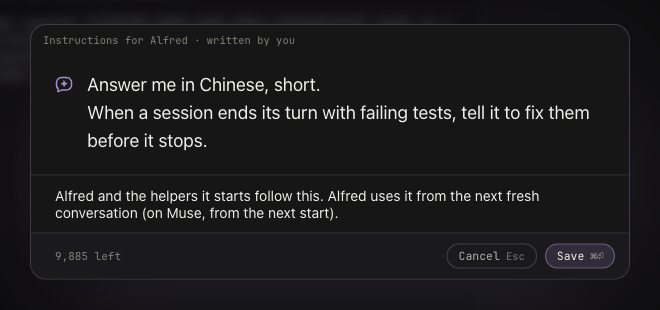 Instructions for Alfred · written by you
Answer me in Chinese, short.
When a session ends its turn with failing tests, tell it to fix them
before it stops.
Alfred and the helpers it starts follow this. Alfred uses it from the next fresh
conversation (on Muse, from the next start).
9,885 left
Cancel Esc
Save ⌘⏎